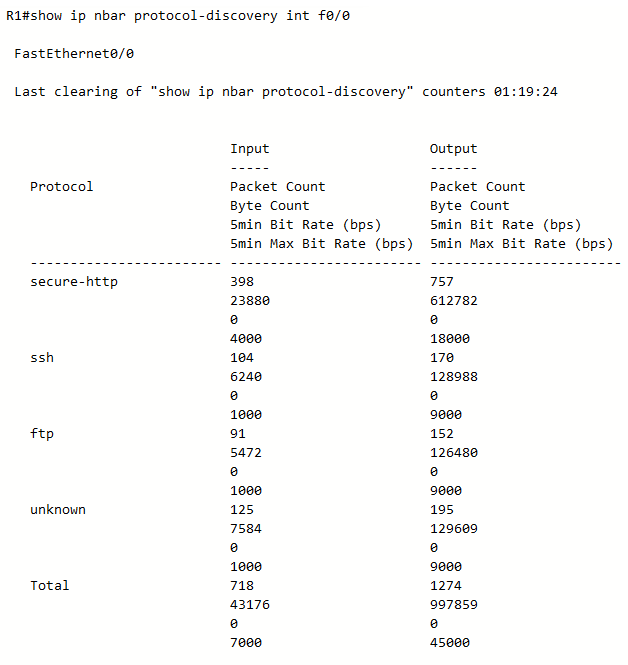 R1#show ip nbar protocol-discovery int f0/0
FastEthernet0/0
Last clearing of "show ip nbar protocol-discovery" counters 01:19:24
Input Output
----- ------
Protocol Packet Count Packet Count
Byte Count Byte Count
5min Bit Rate (bps) 5min Bit Rate (bps)
5min Max Bit Rate (bps) 5min Max Bit Rate (bps)
------------------------ ------------------------ ------------------------
secure-http 398 757
23880 612782
0 0
4000 18000
ssh 104 170
6240 128988
0 0
1000 9000
ftp 91 152
5472 126480
0 0
1000 9000
unknown 125 195
7584 129609
0 0
1000 9000
Total 718 1274
43176 997859
0 0
7000 45000